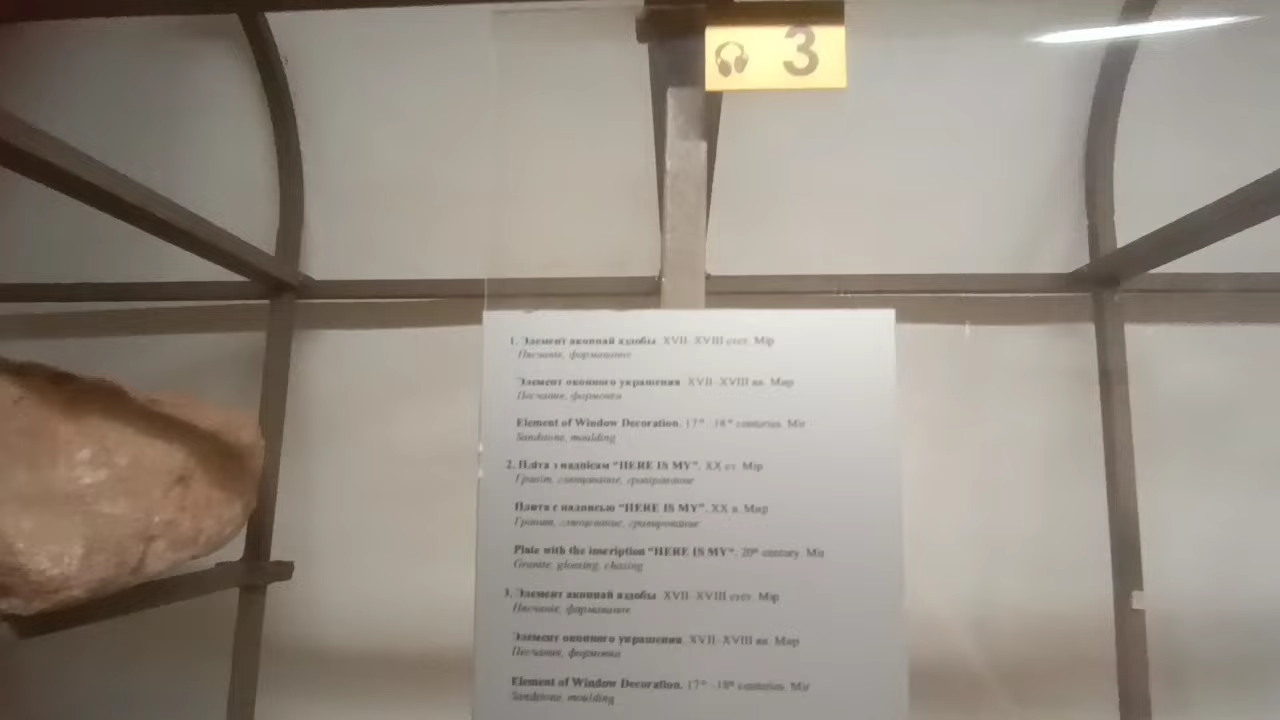 3
1. Элемент аконнай аздобы. XVII–XVIII стст. Мір
Пясчанік, фармаванне
Элемент оконного украшения. XVII–XVIII вв. Мир
Песчаник, формовка
Element of Window Decoration. 17th–18th centuries. Mir
Sandstone, moulding
2. Пліта з надпісам "HERE IS MY". XX ст. Мір
Граніт, глянцаванне, гравіраванне
Плита с надписью "HERE IS MY". XX в. Мир
Гранит, глянцевание, гравирование
Plate with the inscription "HERE IS MY". 20th century. Mir
Granite, glossing, chasing
3. Элемент аконнай аздобы. XVII–XVIII стст. Мір
Пясчанік, фармаванне
Элемент оконного украшения. XVII–XVIII вв. Мир
Песчаник, формовка
Element of Window Decoration. 17th–18th centuries. Mir
Sandstone, moulding